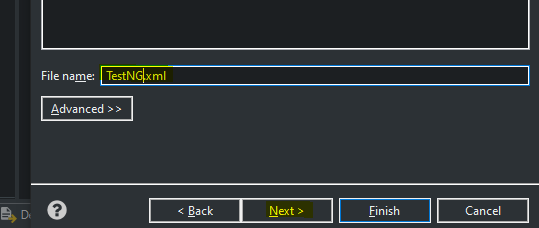 File name: TestNG.xml
Advanced >>
< Back Next > Finish Cancel